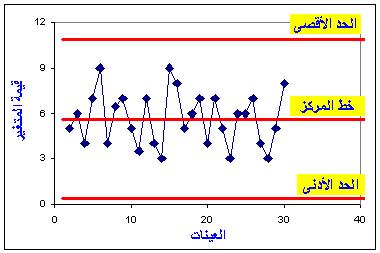 الحد الأقصى
12
9
خط المركز
6
3
الحد الأدنى
0
0 10 20 30 40
قيمة المتغير
العينات